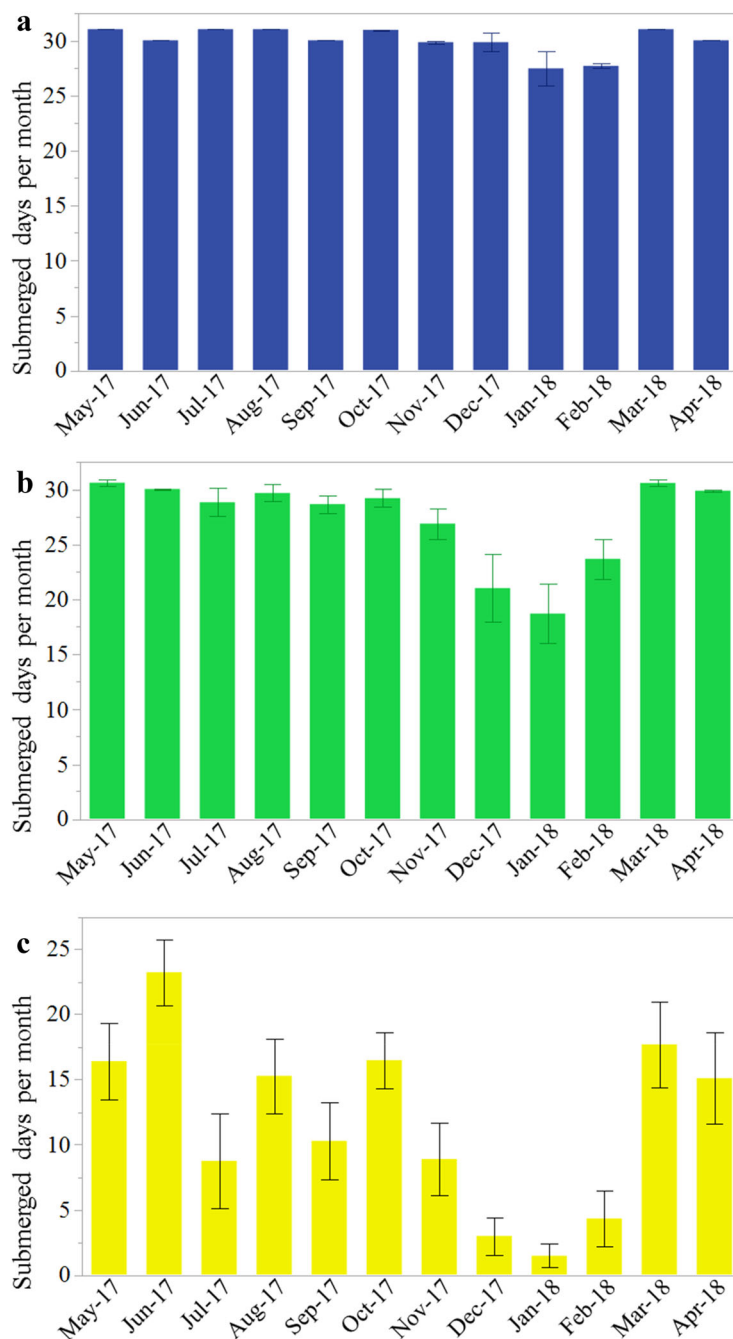 a
Submerged days per month
30
25
20
15
10
5
0
May-17
Jun-17
Jul-17
Aug-17
Sep-17
Oct-17
Nov-17
Dec-17
Jan-18
Feb-18
Mar-18
Apr-18
b
Submerged days per month
30
25
20
15
10
5
0
May-17
Jun-17
Jul-17
Aug-17
Sep-17
Oct-17
Nov-17
Dec-17
Jan-18
Feb-18
Mar-18
Apr-18
c
Submerged days per month
25
20
15
10
5
0
May-17
Jun-17
Jul-17
Aug-17
Sep-17
Oct-17
Nov-17
Dec-17
Jan-18
Feb-18
Mar-18
Apr-18